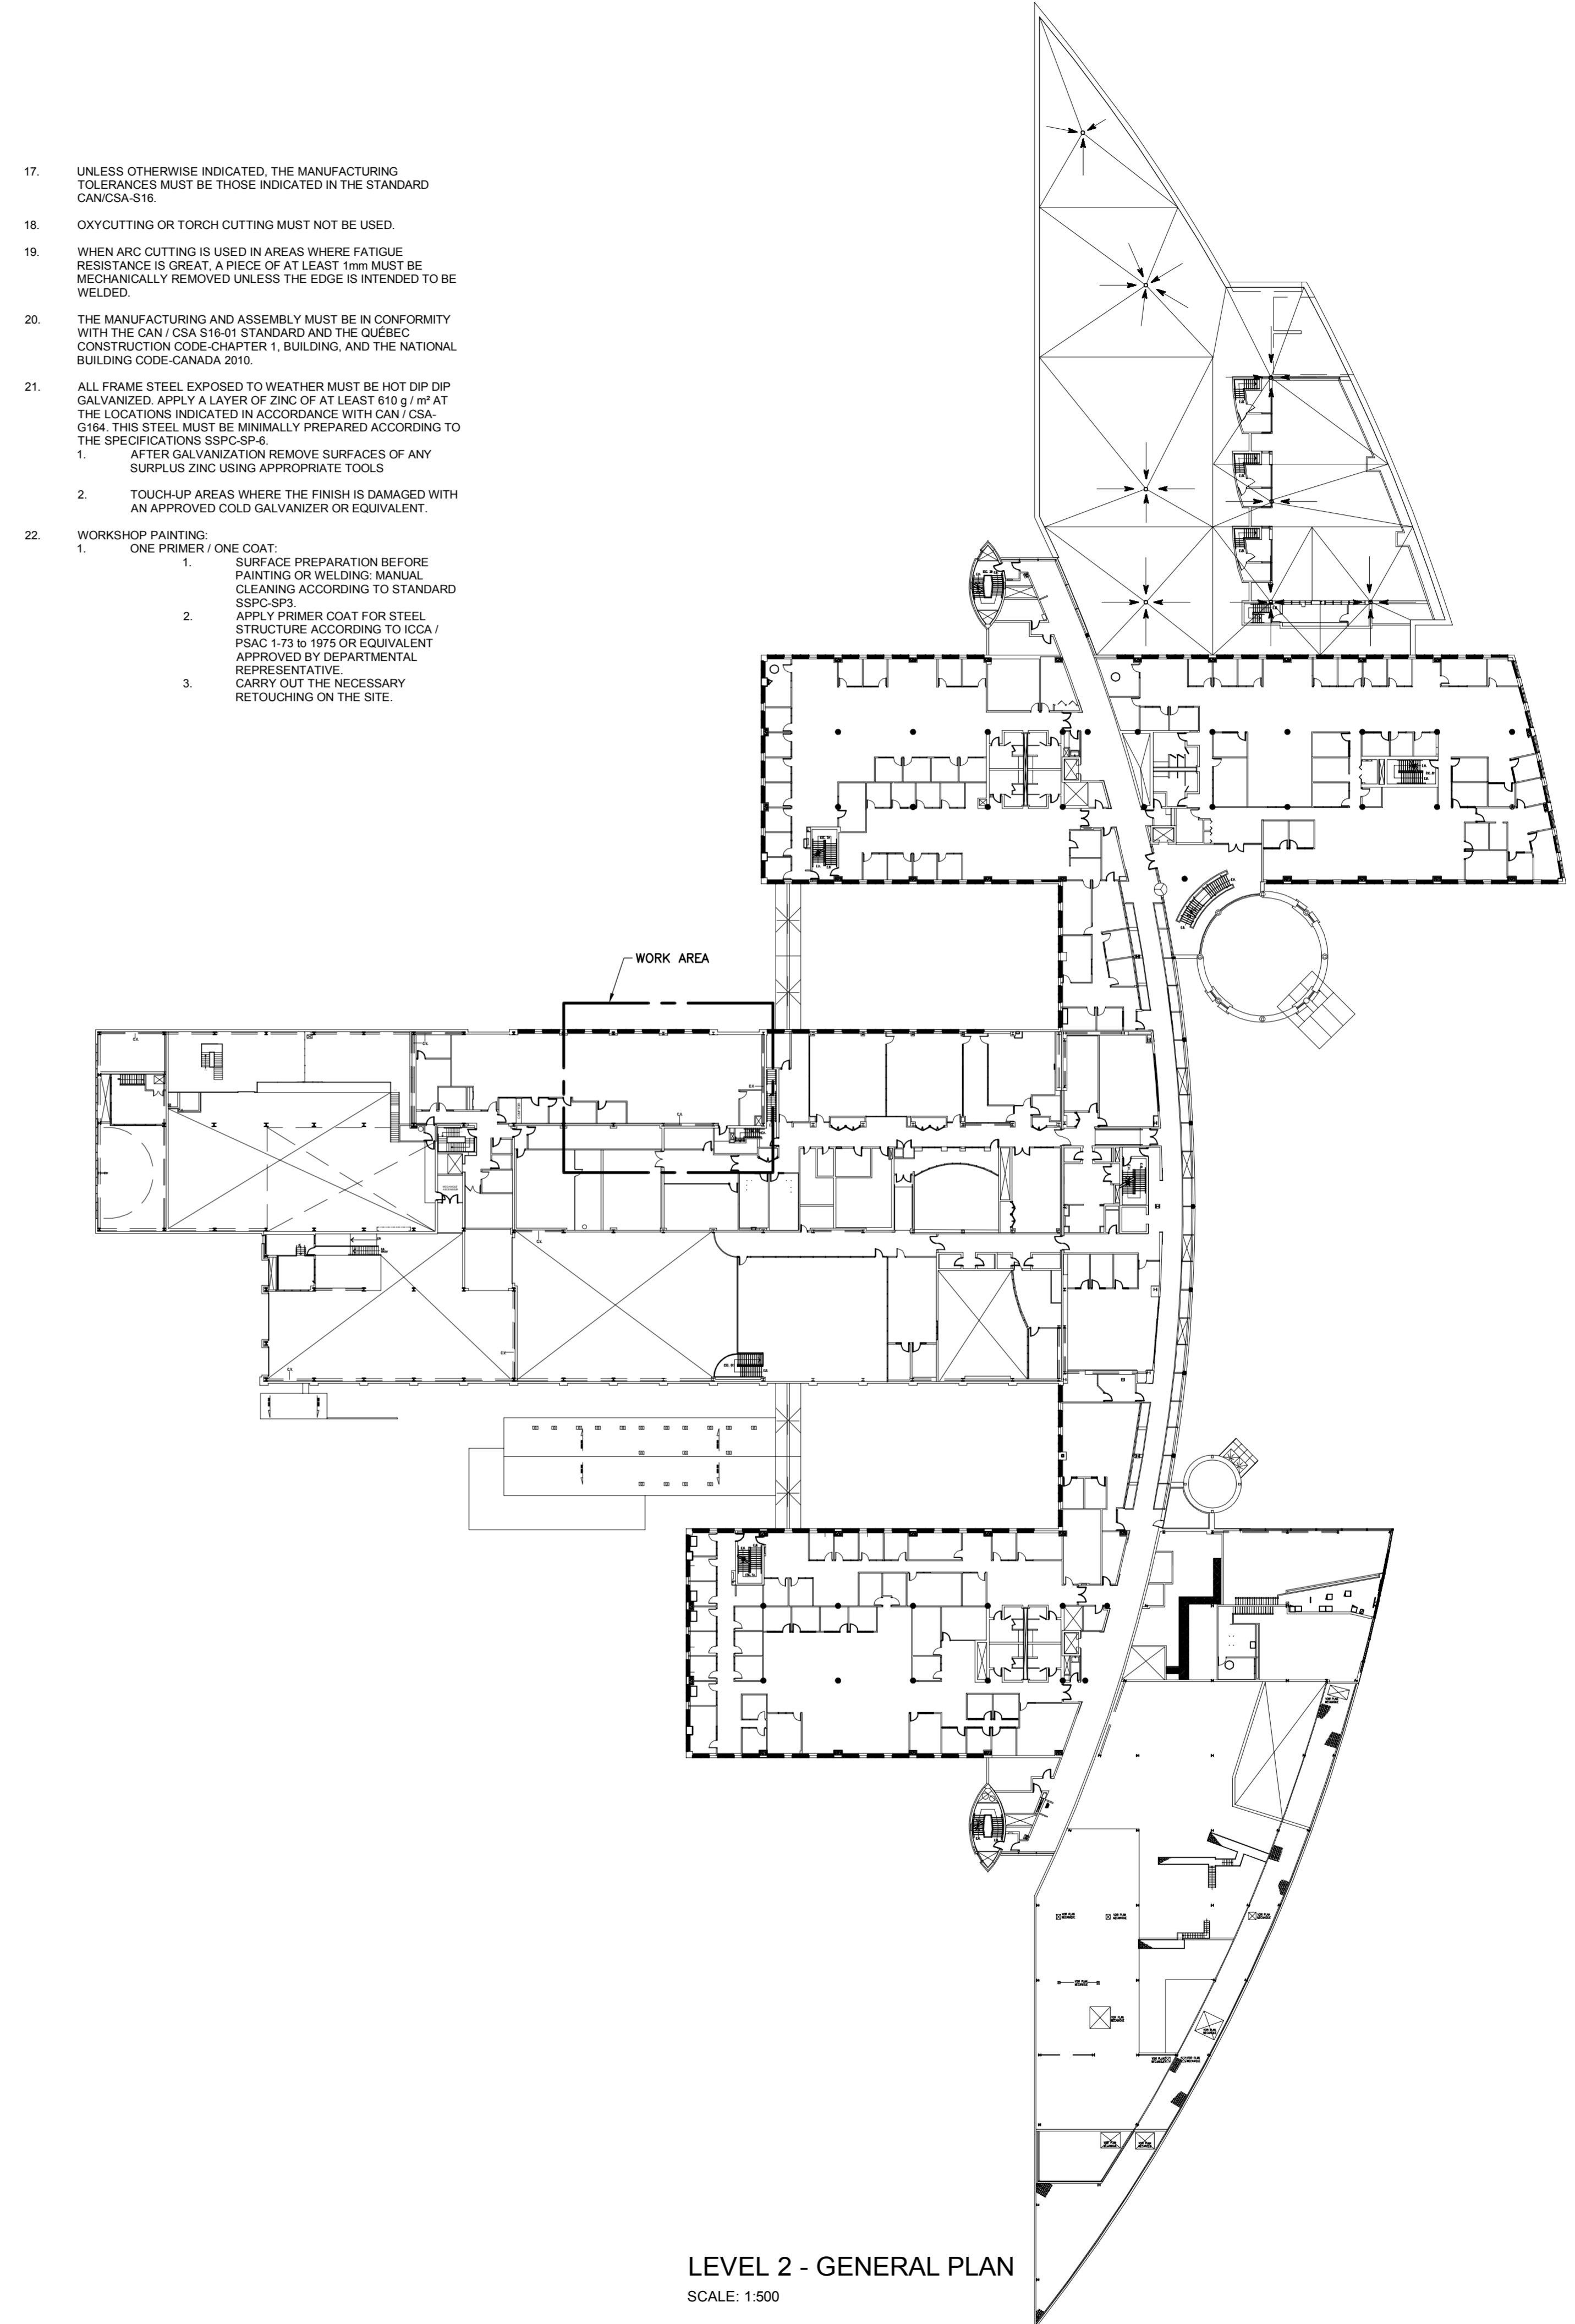 17. UNLESS OTHERWISE INDICATED, THE MANUFACTURING
TOLERANCES MUST BE THOSE INDICATED IN THE STANDARD
CAN/CSA-S16.
18. OXYCUTTING OR TORCH CUTTING MUST NOT BE USED.
19. WHEN ARC CUTTING IS USED IN AREAS WHERE FATIGUE
RESISTANCE IS GREAT, A PIECE OF AT LEAST 1mm MUST BE
MECHANICALLY REMOVED UNLESS THE EDGE IS INTENDED TO BE
WELDED.
20. THE MANUFACTURING AND ASSEMBLY MUST BE IN CONFORMITY
WITH THE CAN / CSA S16-01 STANDARD AND THE QUÉBEC
CONSTRUCTION CODE-CHAPTER 1, BUILDING, AND THE NATIONAL
BUILDING CODE-CANADA 2010.
21. ALL FRAME STEEL EXPOSED TO WEATHER MUST BE HOT DIP DIP
GALVANIZED. APPLY A LAYER OF ZINC OF AT LEAST 610 g / m² AT
THE LOCATIONS INDICATED IN ACCORDANCE WITH CAN / CSA-
G164. THIS STEEL MUST BE MINIMALLY PREPARED ACCORDING TO
THE SPECIFICATIONS SSPC-SP-6.
1. AFTER GALVANIZATION REMOVE SURFACES OF ANY
SURPLUS ZINC USING APPROPRIATE TOOLS
2. TOUCH-UP AREAS WHERE THE FINISH IS DAMAGED WITH
AN APPROVED COLD GALVANIZER OR EQUIVALENT.
22. WORKSHOP PAINTING:
1. ONE PRIMER / ONE COAT:
1. SURFACE PREPARATION BEFORE
PAINTING OR WELDING: MANUAL
CLEANING ACCORDING TO STANDARD
SSPC-SP3.
2. APPLY PRIMER COAT FOR STEEL
STRUCTURE ACCORDING TO ICCA /
PSAC 1-73 to 1975 OR EQUIVALENT
APPROVED BY DEPARTMENTAL
REPRESENTATIVE.
3. CARRY OUT THE NECESSARY
RETOUCHING ON THE SITE.
WORK AREA
LEVEL 2 - GENERAL PLAN
SCALE: 1:500